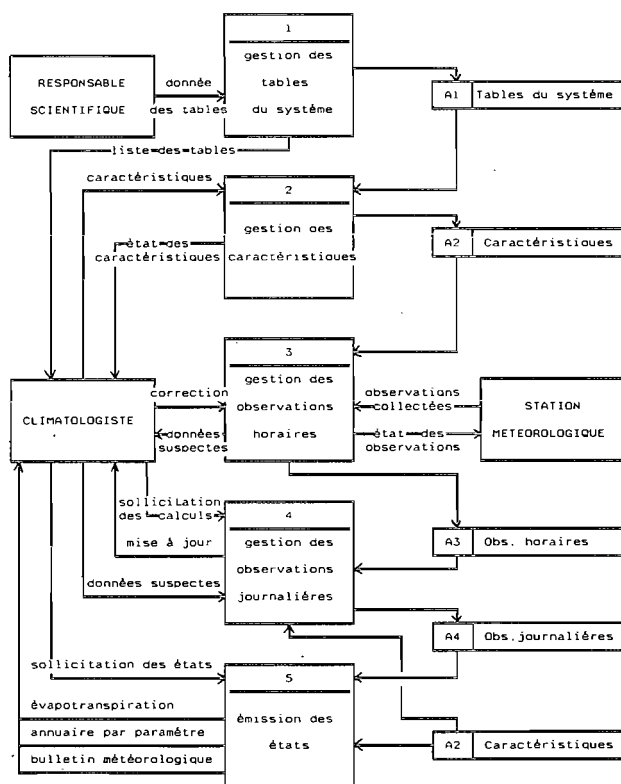 1
gestion des
tables
du système
RESPONSABLE
SCIENTIFIQUE
donnée
des tables
A1 Tables du système
liste des tables
caractéristiques
2
gestion des
caractéristiques
état des
caractéristiques
A2 Caractéristiques
3
gestion des
observations
horaires
CLIMATOLOGISTE
correction
données
suspectes
observations
collectées
état des
observations
STATION
METEOROLOGIQUE
sollicilation
des calculs
mise à jour
données suspectes
4
gestion des
observations
journalières
A3 Obs. horaires
A4 Obs.journalières
sollicitation des états
évapotranspiration
annuaire par paramètre
bulletin météorologique
5
émission des
états
A2 Caractéristiques